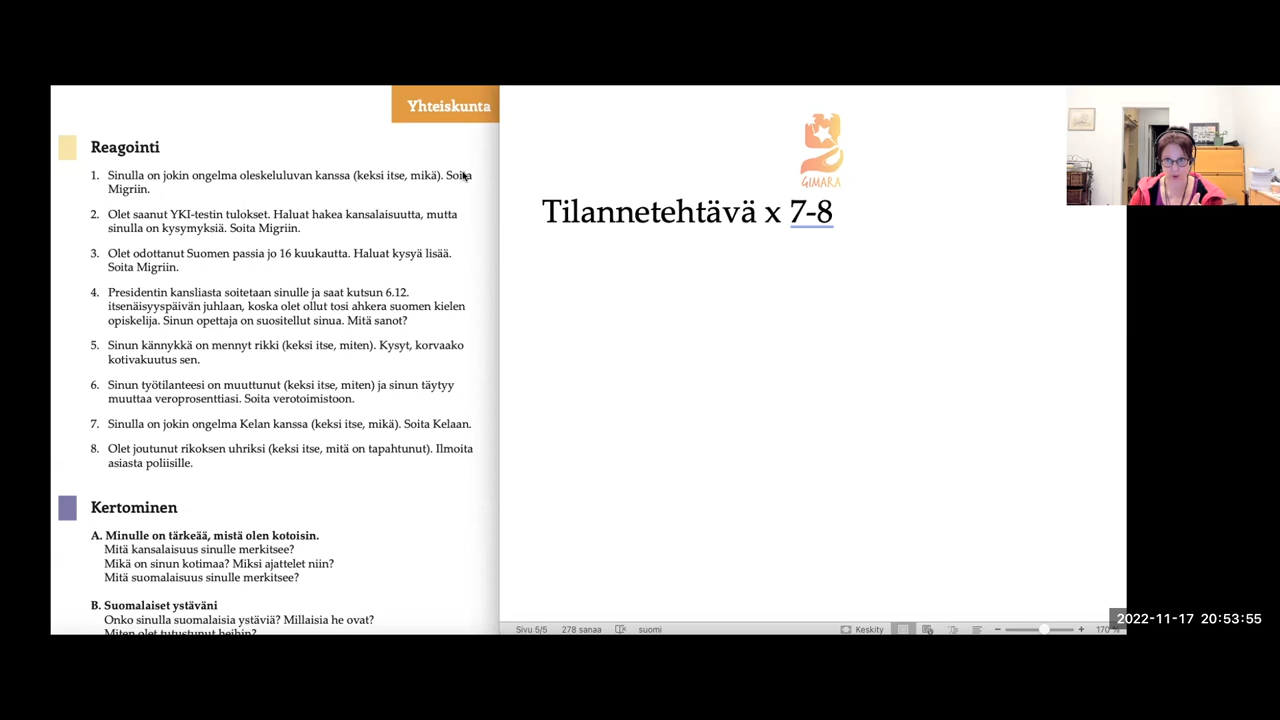 Yhteiskunta
Reagointi
1. Sinulla on jokin ongelma oleskeluluvan kanssa (keksi itse, mikä). Soita
Migriin.
2. Olet saanut YKI-testin tulokset. Haluat hakea kansalaisuutta, mutta
sinulla on kysymyksiä. Soita Migriin.
3. Olet odottanut Suomen passia jo 16 kuukautta. Haluat kysyä lisää.
Soita Migriin.
4. Presidentin kansliasta soitetaan sinulle ja saat kutsun 6.12.
itsenäisyyspäivän juhlaan, koska olet ollut tosi ahkera suomen kielen
opiskelija. Sinun opettaja on suositellut sinua. Mitä sanot?
5. Sinun kännykkä on mennyt rikki (keksi itse, miten). Kysyt, korvaako
kotivakuutus sen.
6. Sinun työtilanteesi on muuttunut (keksi itse, miten) ja sinun täytyy
muuttaa veroprosenttiasi. Soita verotoimistoon.
7. Sinulla on jokin ongelma Kelan kanssa (keksi itse, mikä). Soita Kelaan.
8. Olet joutunut rikoksen uhriksi (keksi itse, mitä on tapahtunut). Ilmoita
asiasta poliisille.
Kertominen
A. Minulle on tärkeää, mistä olen kotoisin.
Mitä kansalaisuus sinulle merkitsee?
Mikä on sinun kotimaa? Miksi ajattelet niin?
Mitä suomalaisuus sinulle merkitsee?
B. Suomalaiset ystäväni
Onko sinulla suomalaisia ystäviä? Millaisia he ovat?
Miten olet tutustunut heihin?
GIMARA
Tilannetehtävä x 7-8
Sivu 5/5 278 sanaa suomi Keskity 170 %
2022-11-17 20:53:55